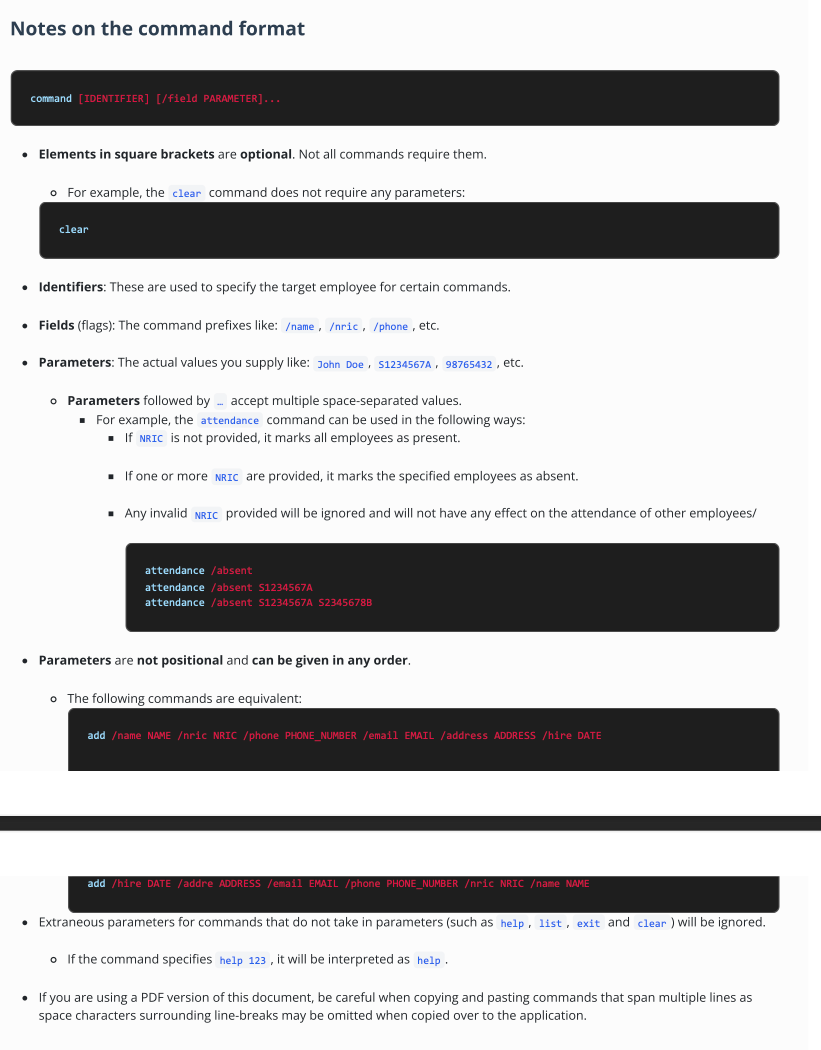 Notes on the command format
command [IDENTIFIER] [/field PARAMETER]...
Elements in square brackets are optional. Not all commands require them.
For example, the clear command does not require any parameters:
clear
Identifiers: These are used to specify the target employee for certain commands.
Fields (flags): The command prefixes like: /name , /nric , /phone , etc.
Parameters: The actual values you supply like: John Doe , S1234567A , 98765432 , etc.
Parameters followed by … accept multiple space-separated values.
For example, the attendance command can be used in the following ways:
If NRIC is not provided, it marks all employees as present.
If one or more NRIC are provided, it marks the specified employees as absent.
Any invalid NRIC provided will be ignored and will not have any effect on the attendance of other employees/
attendance /absent
attendance /absent S1234567A
attendance /absent S1234567A S2345678B
Parameters are not positional and can be given in any order.
The following commands are equivalent:
add /name NAME /nric NRIC /phone PHONE_NUMBER /email EMAIL /address ADDRESS /hire DATE
add /hire DATE /addre ADDRESS /email EMAIL /phone PHONE_NUMBER /nric NRIC /name NAME
Extraneous parameters for commands that do not take in parameters (such as help , list , exit and clear ) will be ignored.
If the command specifies help 123 , it will be interpreted as help .
If you are using a PDF version of this document, be careful when copying and pasting commands that span multiple lines as
space characters surrounding line-breaks may be omitted when copied over to the application.